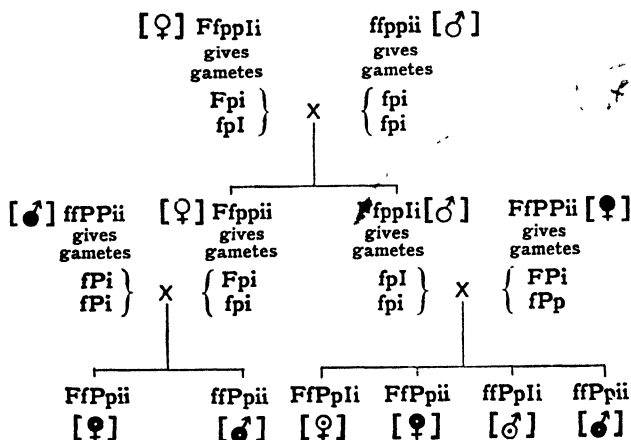 [♀] FfppIi ffppii [♂]
gives gives
gametes gametes
Fpi } x { fpi
fpI fpi
[♂] ffPPii [♀] Ffppii ffppIi [♂] FfPPii [♀]
gives gives gives gives
gametes gametes gametes gametes
fPi } x { Fpi fpI } x { FPi
fPi fpi fpi fPp
FfPpii ffPpii FfPpIi FfPpii ffPpIi ffPpii
[♀] [♂] [♀] [♀] [♂] [♂]